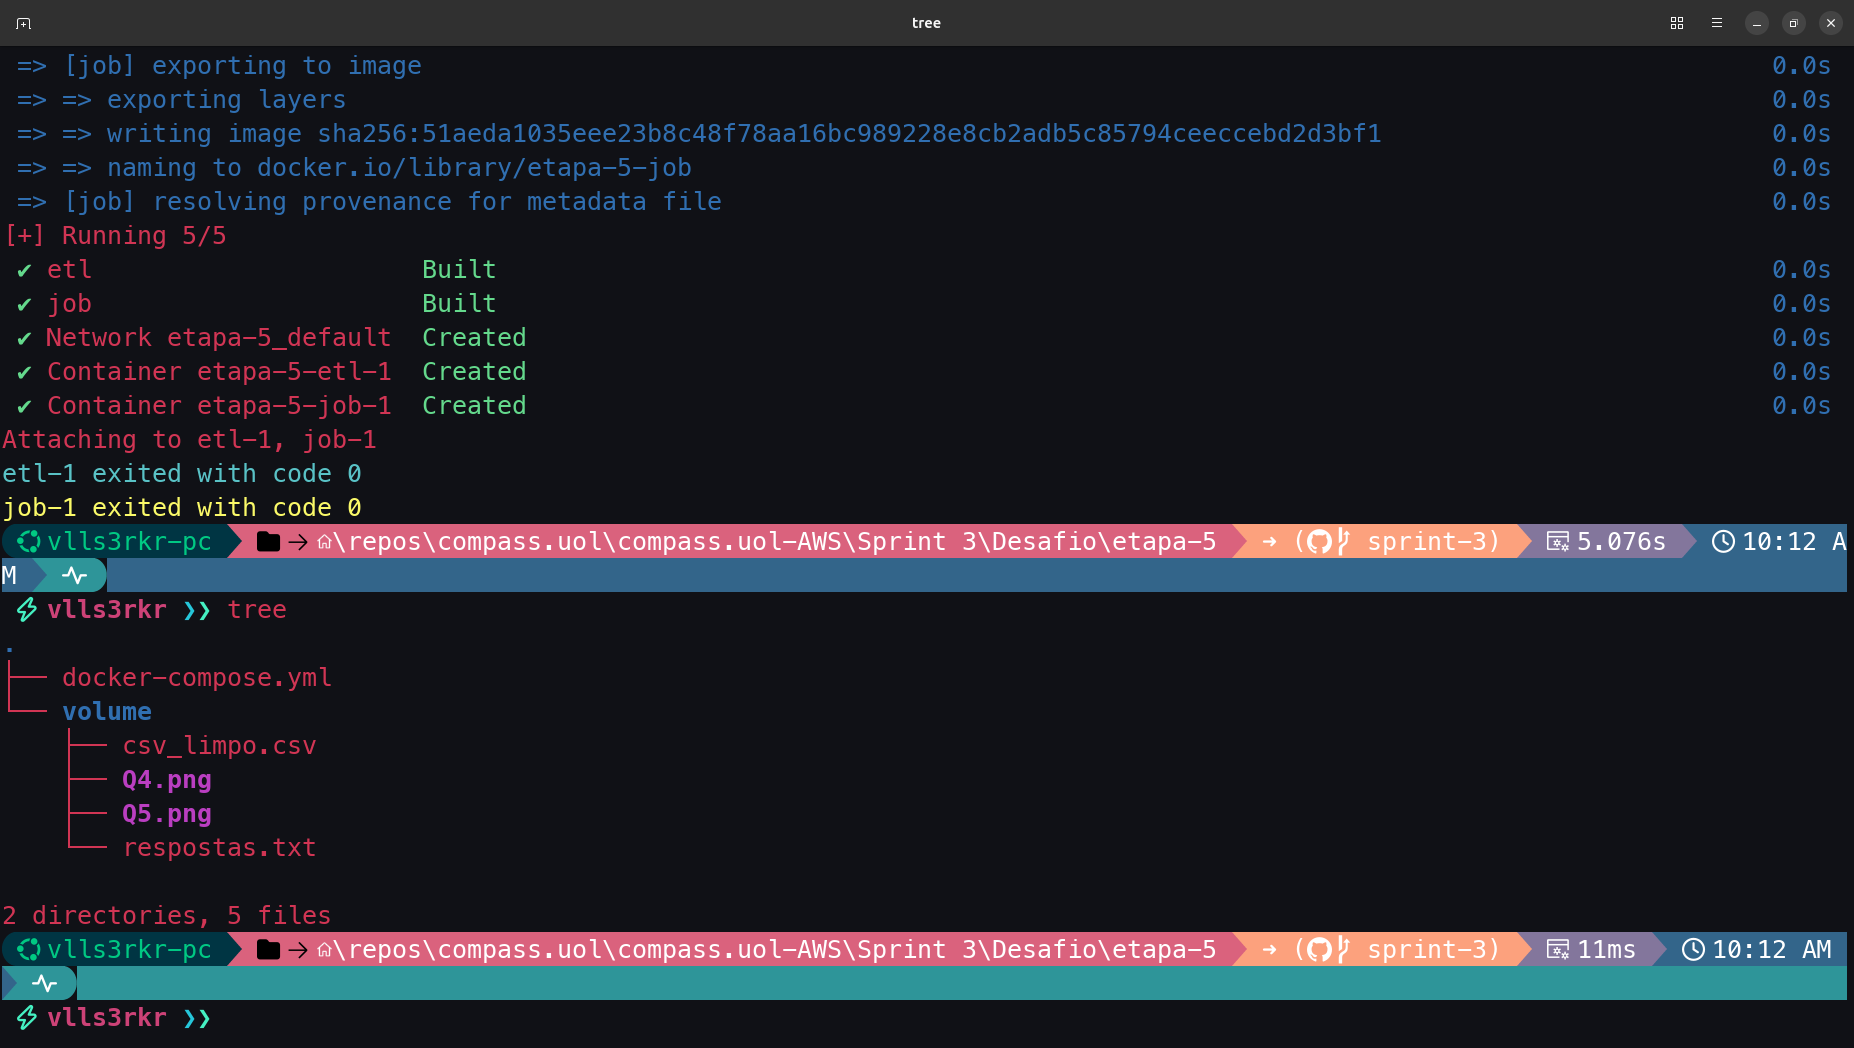 tree
=> [job] exporting to image 0.0s
=> => exporting layers 0.0s
=> => writing image sha256:51aeda1035eee23b8c48f78aa16bc989228e8cb2adb5c85794ceeccebd2d3bf1 0.0s
=> => naming to docker.io/library/etapa-5-job 0.0s
=> [job] resolving provenance for metadata file 0.0s
[+] Running 5/5
✔ etl Built 0.0s
✔ job Built 0.0s
✔ Network etapa-5_default Created 0.0s
✔ Container etapa-5-etl-1 Created 0.0s
✔ Container etapa-5-job-1 Created 0.0s
Attaching to etl-1, job-1
etl-1 exited with code 0
job-1 exited with code 0
vlls3rkr-pc → \repos\compass.uol\compass.uol-AWS\Sprint 3\Desafio\etapa-5 → ( sprint-3) 5.076s 10:12 A
M
vlls3rkr ❯❯ tree
.
├── docker-compose.yml
└── volume
    ├── csv_limpo.csv
    ├── Q4.png
    ├── Q5.png
    └── respostas.txt
2 directories, 5 files
vlls3rkr-pc → \repos\compass.uol\compass.uol-AWS\Sprint 3\Desafio\etapa-5 → ( sprint-3) 11ms 10:12 AM
vlls3rkr ❯❯